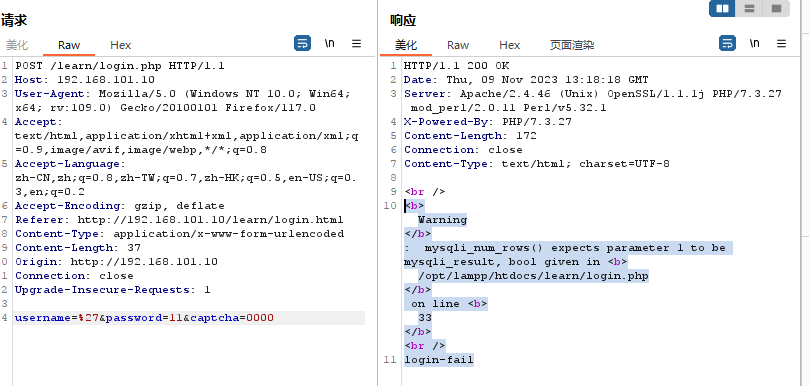 请求
美化
Raw
Hex
\n
1 POST /learn/login.php HTTP/1.1
2 Host: 192.168.101.10
3 User-Agent: Mozilla/5.0 (Windows NT 10.0; Win64;
x64; rv:109.0) Gecko/20100101 Firefox/117.0
4 Accept:
text/html,application/xhtml+xml,application/xml;q
=0.9,image/avif,image/webp,*/*;q=0.8
5 Accept-Language:
zh-CN,zh;q=0.8,zh-TW;q=0.7,zh-HK;q=0.5,en-US;q=0.
3,en;q=0.2
6 Accept-Encoding: gzip, deflate
7 Referer: http://192.168.101.10/learn/login.html
8 Content-Type: application/x-www-form-urlencoded
9 Content-Length: 37
0 Origin: http://192.168.101.10
1 Connection: close
2 Upgrade-Insecure-Requests: 1
3
4 username=%27&password=11&captcha=0000
响应
美化
Raw
Hex
页面渲染
\n
1 HTTP/1.1 200 OK
2 Date: Thu, 09 Nov 2023 13:18:18 GMT
3 Server: Apache/2.4.46 (Unix) OpenSSL/1.1.1j PHP/7.3.27
mod_perl/2.0.11 Perl/v5.32.1
4 X-Powered-By: PHP/7.3.27
5 Content-Length: 172
6 Connection: close
7 Content-Type: text/html; charset=UTF-8
8
9 <br />
10 <b>
Warning
</b>
:  mysqli_num_rows() expects parameter 1 to be
mysqli_result, bool given in <b>
/opt/lampp/htdocs/learn/login.php
</b>
on line <b>
33
</b>
<br />
11 login-fail